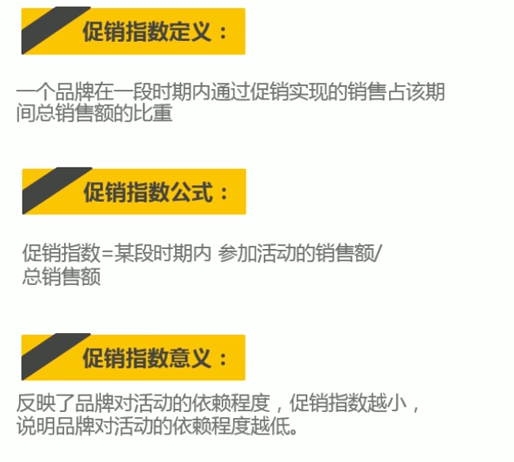 促销指数定义：
一个品牌在一段时期内通过促销实现的销售占该期
间总销售额的比重
促销指数公式：
促销指数=某段时期内 参加活动的销售额/
总销售额
促销指数意义：
反映了品牌对活动的依赖程度，促销指数越小，
说明品牌对活动的依赖程度越低。